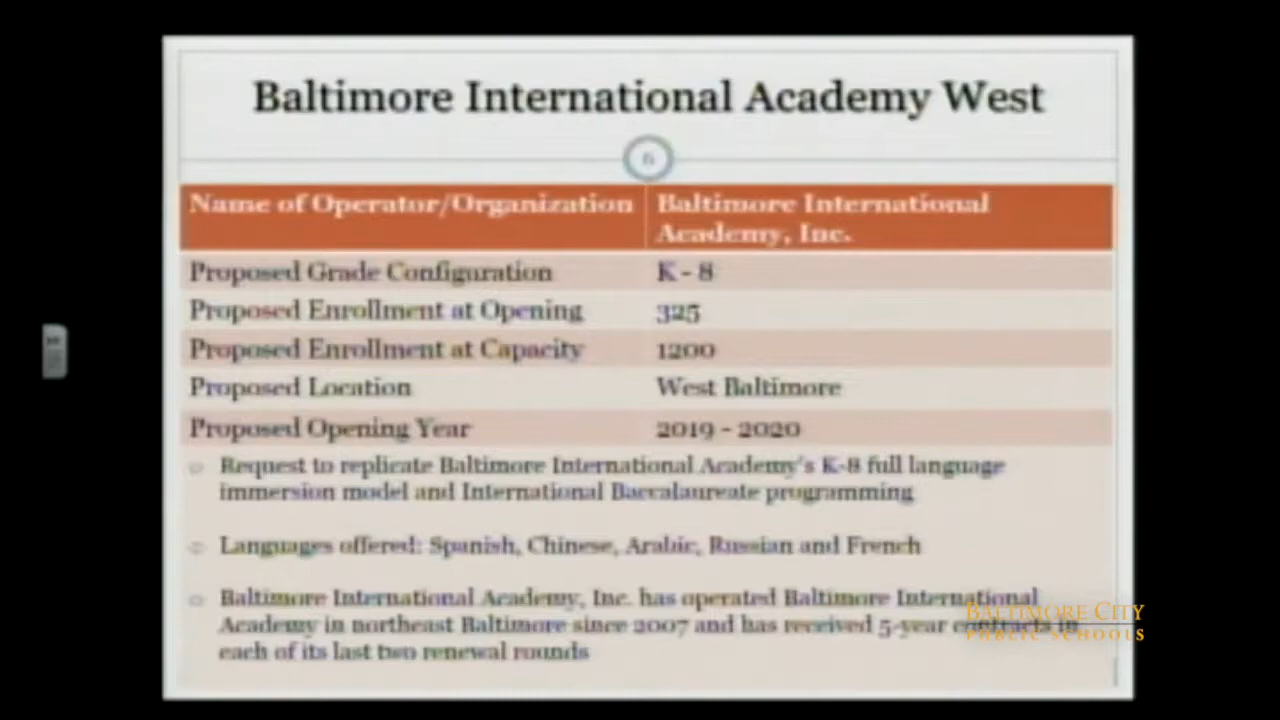 Baltimore International Academy West
6
Name of Operator/Organization
Baltimore International
Academy, Inc.
Proposed Grade Configuration
K - 8
Proposed Enrollment at Opening
325
Proposed Enrollment at Capacity
1200
Proposed Location
West Baltimore
Proposed Opening Year
2019 - 2020
Request to replicate Baltimore International Academy's K-8 full language
immersion model and International Baccalaureate programming
Languages offered: Spanish, Chinese, Arabic, Russian and French
Baltimore International Academy, Inc. has operated Baltimore International
Academy in northeast Baltimore since 2007 and has received 5-year contracts in
each of its last two renewal rounds
BALTIMORE CITY
PUBLIC SCHOOLS